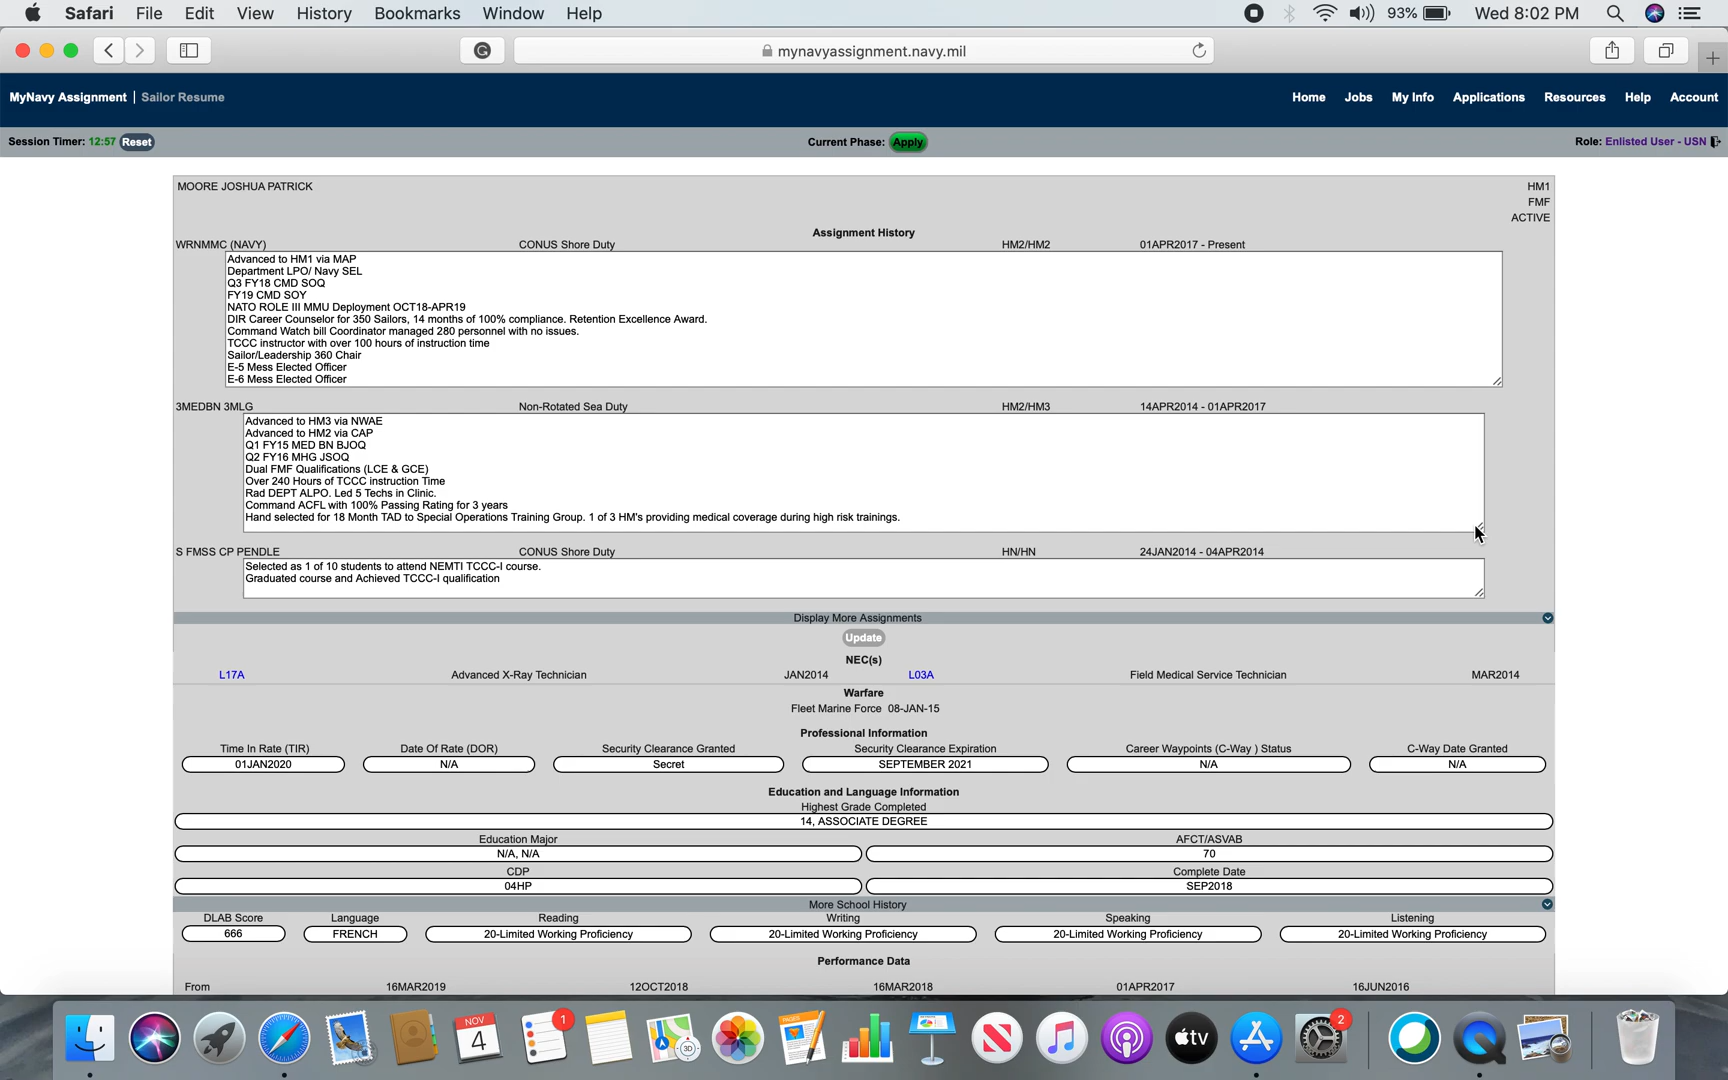 Safari File Edit View History Bookmarks Window Help 93% Wed 8:02 PM
mynavyassignment.navy.mil
MyNavy Assignment | Sailor Resume Home Jobs My Info Applications Resources Help Account
Session Timer: 12:57 Reset Current Phase: Apply Role: Enlisted User - USN
MOORE JOSHUA PATRICK HM1
FMF
ACTIVE
Assignment History
WRNMMC (NAVY) CONUS Shore Duty HM2/HM2 01APR2017 - Present
Advanced to HM1 via MAP
Department LPO/ Navy SEL
Q3 FY18 CMD SOQ
FY19 CMD SOY
NATO ROLE III MMU Deployment OCT18-APR19
DIR Career Counselor for 350 Sailors, 14 months of 100% compliance. Retention Excellence Award.
Command Watch bill Coordinator managed 280 personnel with no issues.
TCCC instructor with over 100 hours of instruction time
Sailor/Leadership 360 Chair
E-5 Mess Elected Officer
E-6 Mess Elected Officer
3MEDBN 3MLG Non-Rotated Sea Duty HM2/HM3 14APR2014 - 01APR2017
Advanced to HM3 via NWAE
Advanced to HM2 via CAP
Q1 FY15 MED BN BJOQ
Q2 FY16 MHG JSOQ
Dual FMF Qualifications (LCE & GCE)
Over 240 Hours of TCCC instruction Time
Rad DEPT ALPO. Led 5 Techs in Clinic.
Command ACFL with 100% Passing Rating for 3 years
Hand selected for 18 Month TAD to Special Operations Training Group. 1 of 3 HM's providing medical coverage during high risk trainings.
S FMSS CP PENDLE CONUS Shore Duty HN/HN 24JAN2014 - 04APR2014
Selected as 1 of 10 students to attend NEMTI TCCC-I course.
Graduated course and Achieved TCCC-I qualification
Display More Assignments
Update
NEC(s)
L17A Advanced X-Ray Technician JAN2014 L03A Field Medical Service Technician MAR2014
Warfare
Fleet Marine Force 08-JAN-15
Professional Information
Time In Rate (TIR) Date Of Rate (DOR) Security Clearance Granted Security Clearance Expiration Career Waypoints (C-Way ) Status C-Way Date Granted
01JAN2020 N/A Secret SEPTEMBER 2021 N/A N/A
Education and Language Information
Highest Grade Completed
14, ASSOCIATE DEGREE
Education Major AFCT/ASVAB
N/A, N/A 70
CDP Complete Date
04HP SEP2018
More School History
DLAB Score Language Reading Writing Speaking Listening
666 FRENCH 20-Limited Working Proficiency 20-Limited Working Proficiency 20-Limited Working Proficiency 20-Limited Working Proficiency
Performance Data
From 16MAR2019 12OCT2018 16MAR2018 01APR2017 16JUN2016
NOV 4 1 3D PAGES tv 2